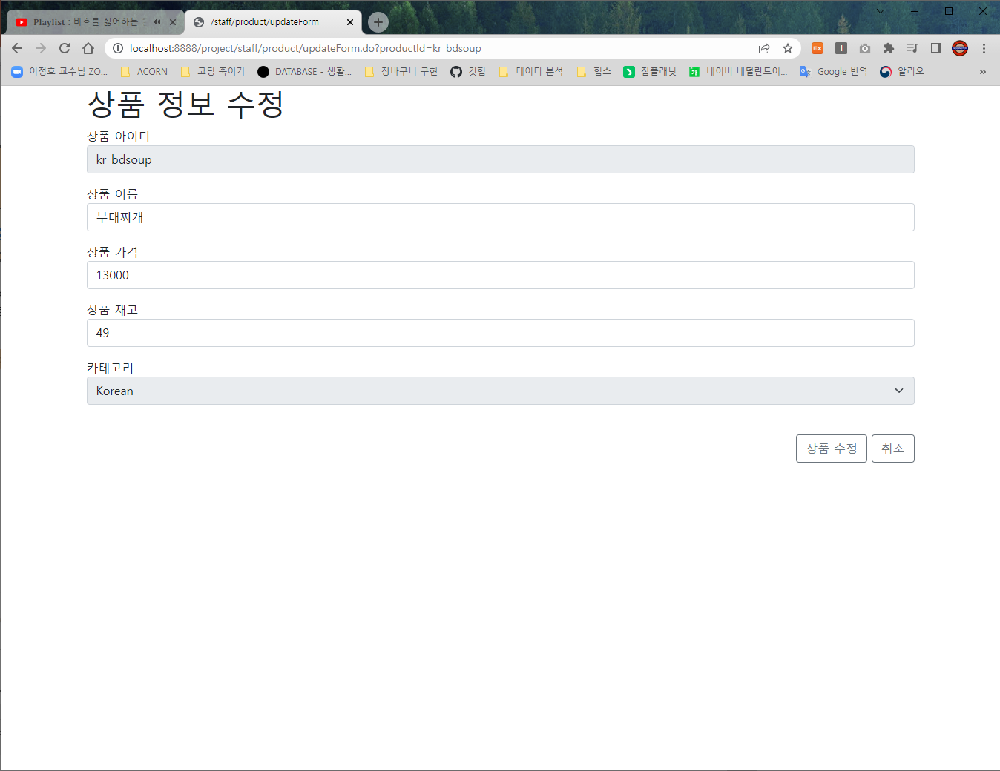 Playlist : 바흐를 싫어하는
/staff/product/updateForm
localhost:8888/project/staff/product/updateForm.do?productId=kr_bdsoup
이정호 교수님 ZO...
ACORN
코딩 죽이기
DATABASE - 생활...
장바구니 구현
깃헙
데이터 분석
헙스
잡플래닛
네이버 네덜란드어...
Google 번역
알리오
상품 정보 수정
상품 아이디
kr_bdsoup
상품 이름
부대찌개
상품 가격
13000
상품 재고
49
카테고리
Korean
상품 수정
취소